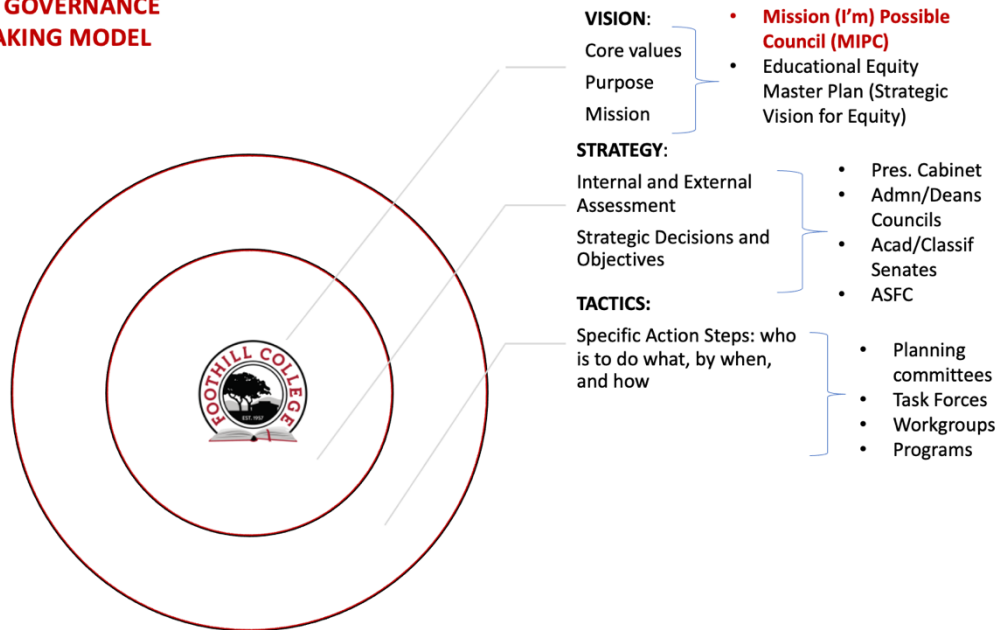 GOVERNANCE
AKING MODEL
VISION:
Core values
Purpose
Mission
• Mission (I'm) Possible
Council (MIPC)
• Educational Equity
Master Plan (Strategic
Vision for Equity)
STRATEGY:
Internal and External
Assessment
Strategic Decisions and
Objectives
• Pres. Cabinet
• Admn/Deans
Councils
• Acad/Classif
Senates
• ASFC
TACTICS:
Specific Action Steps: who
is to do what, by when,
and how
• Planning
committees
• Task Forces
• Workgroups
• Programs
FOOTHILL COLLEGE
EST. 1957